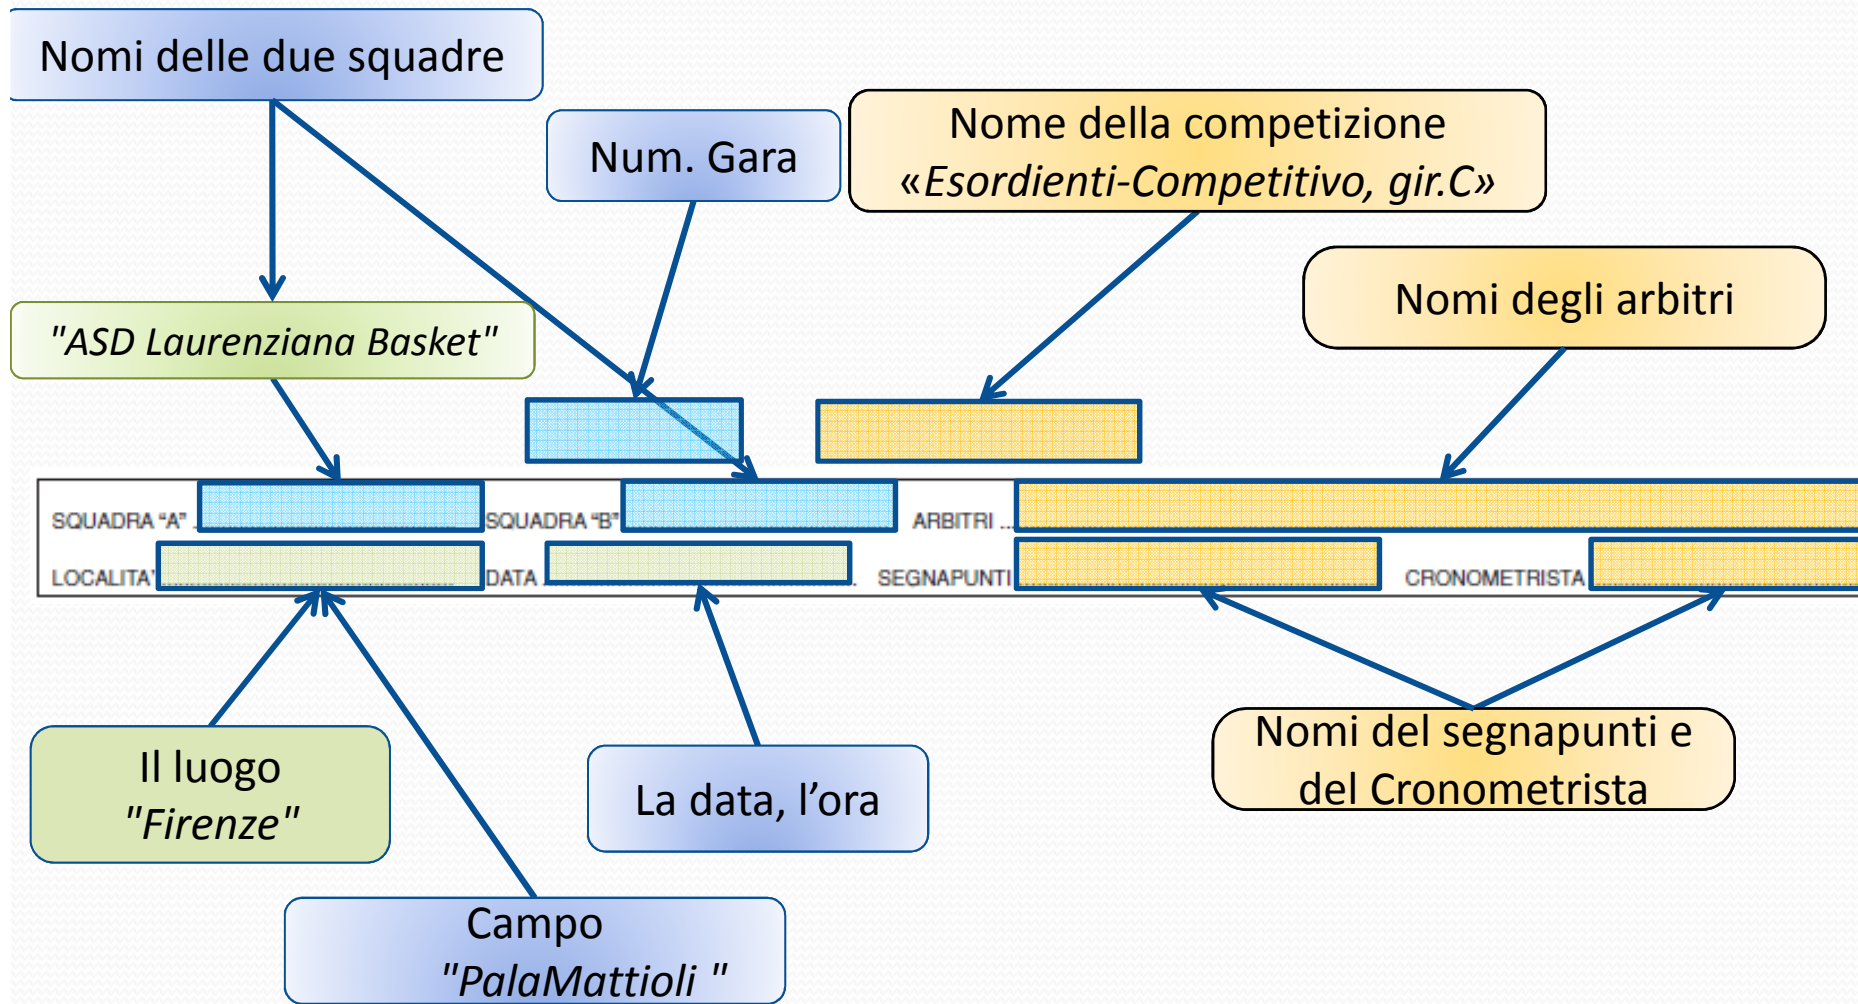 Nomi delle due squadre
Num. Gara
Nome della competizione
«Esordienti-Competitivo, gir.C»
Nomi degli arbitri
"ASD Laurenziana Basket"
SQUADRA "A" .. SQUADRA "B" ARBITRI ...
LOCALITA' DATA ... SEGNAPUNTI CRONOMETRISTA
Il luogo
"Firenze"
La data, l'ora
Nomi del segnapunti e
del Cronometrista
Campo
"PalaMattioli "